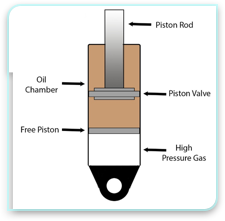 Piston Rod
Oil
Chamber
Piston Valve
Free Piston
High
Pressure Gas